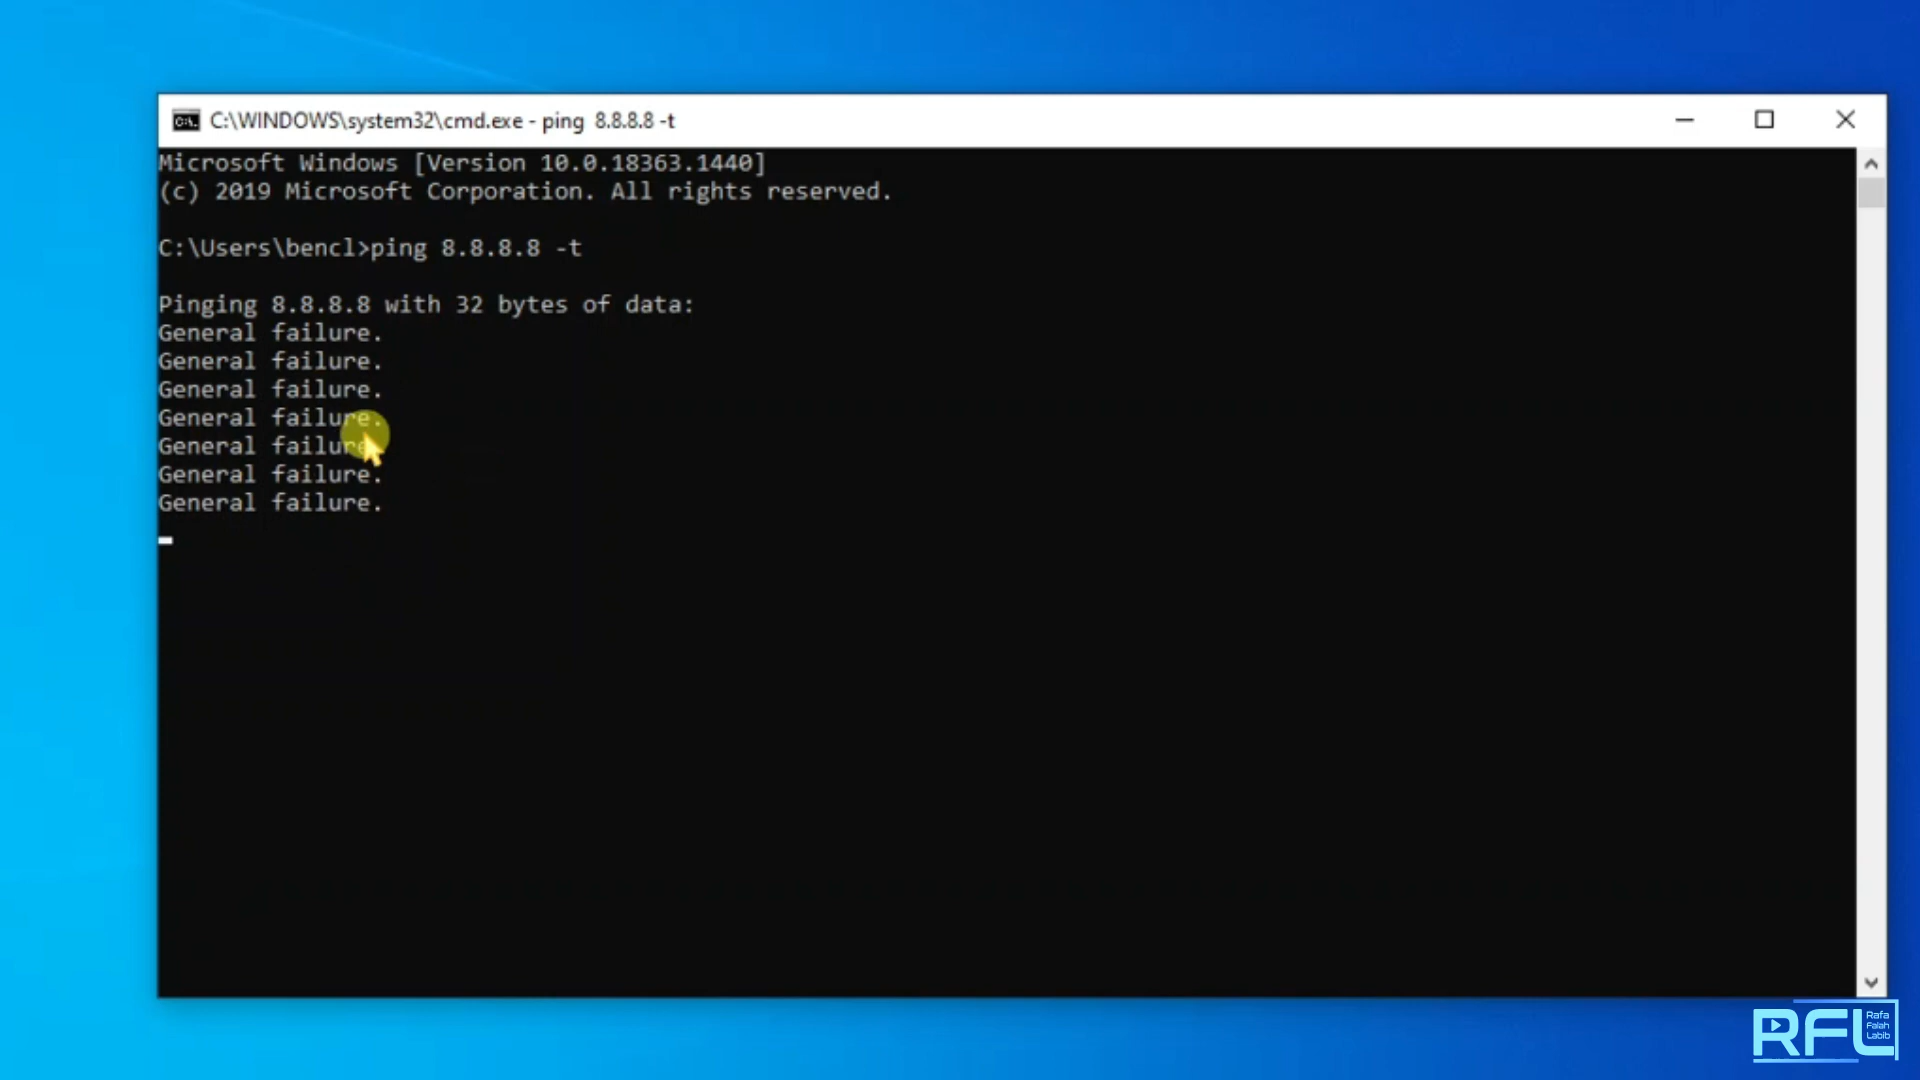 C:\WINDOWS\system32\cmd.exe - ping 8.8.8.8 -t
Microsoft Windows [Version 10.0.18363.1440]
(c) 2019 Microsoft Corporation. All rights reserved.
C:\Users\bencl>ping 8.8.8.8 -t
Pinging 8.8.8.8 with 32 bytes of data:
General failure.
General failure.
General failure.
General failure.
General failure.
General failure.
General failure.
RFL
Rafa
Falah
Labib